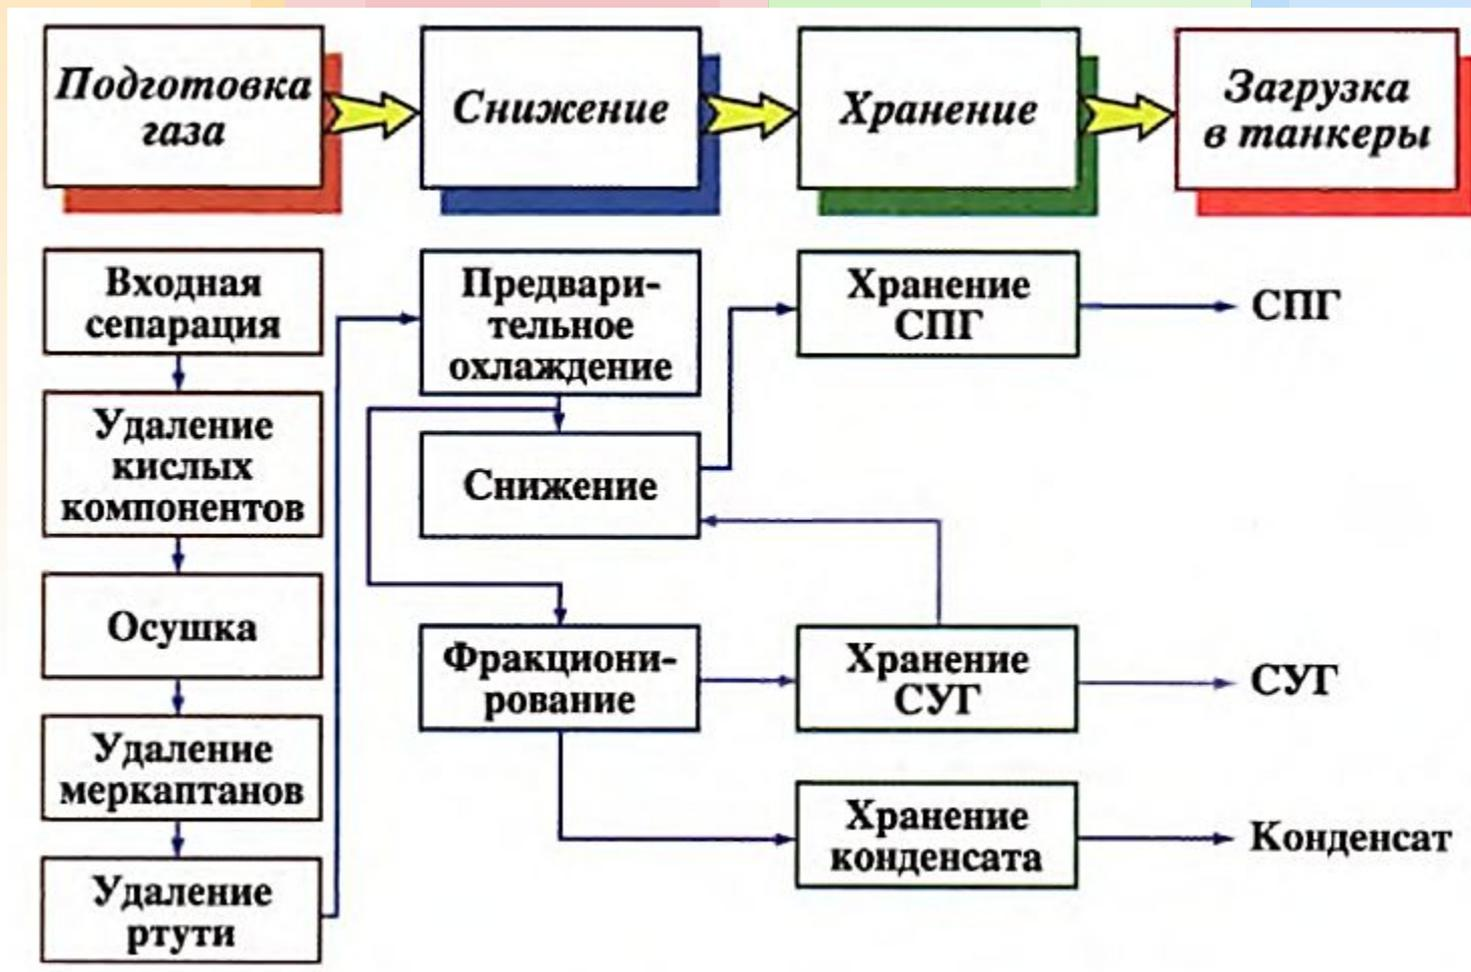 Подготовка
газа
Снижение
Хранение
Загрузка
в танкеры
Входная
сепарация
Удаление
кислых
компонентов
Осушка
Удаление
меркаптанов
Удаление
ртути
Предвари-
тельное
охлаждение
Снижение
Фракциони-
рование
Хранение
СПГ
Хранение
СУГ
Хранение
конденсата
СПГ
СУГ
Конденсат